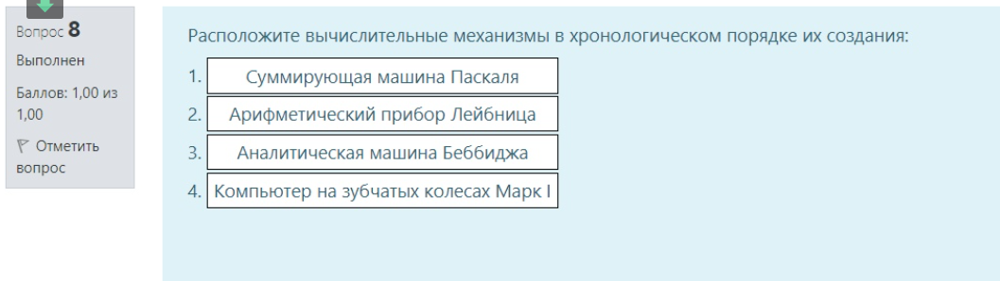 Вопрос 8
Выполнен
Баллов: 1,00 из
1,00
Отметить
вопрос
Расположите вычислительные механизмы в хронологическом порядке их создания:
1. Суммирующая машина Паскаля
2. Арифметический прибор Лейбница
3. Аналитическая машина Беббиджа
4. Компьютер на зубчатых колесах Марк I